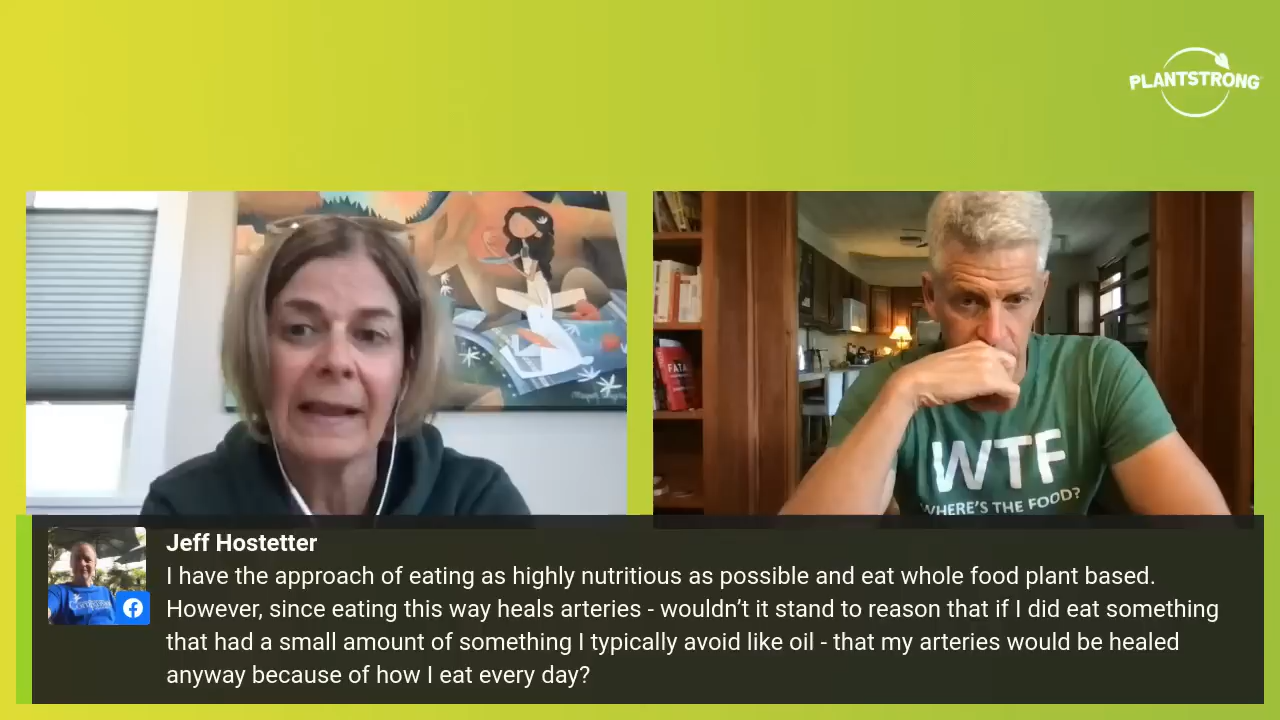 PLANTSTRONG
FATA
WTF
WHERE'S THE FOOD?
Jeff Hostetter
I have the approach of eating as highly nutritious as possible and eat whole food plant based.
However, since eating this way heals arteries - wouldn’t it stand to reason that if I did eat something
that had a small amount of something I typically avoid like oil - that my arteries would be healed
anyway because of how I eat every day?